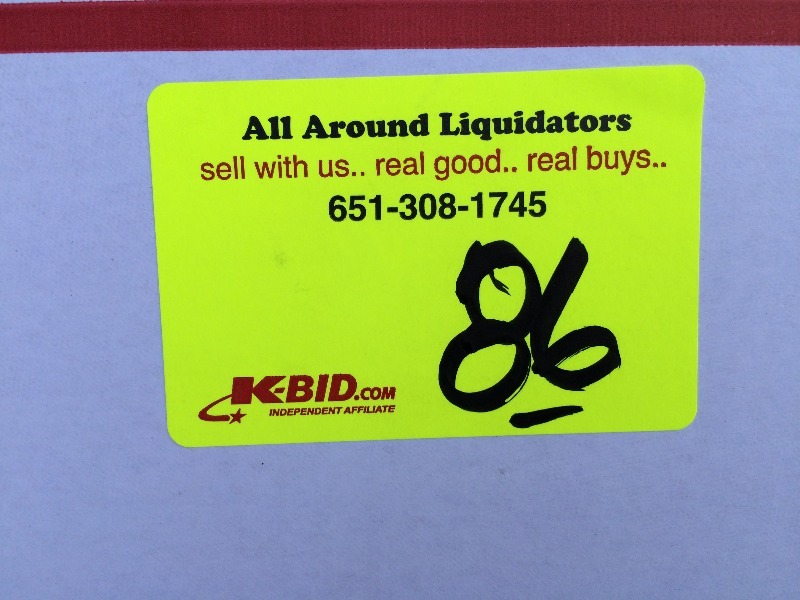 All Around Liquidators
sell with us.. real good.. real buys..
651-308-1745
86
K-BID.COM
INDEPENDENT AFFILIATE